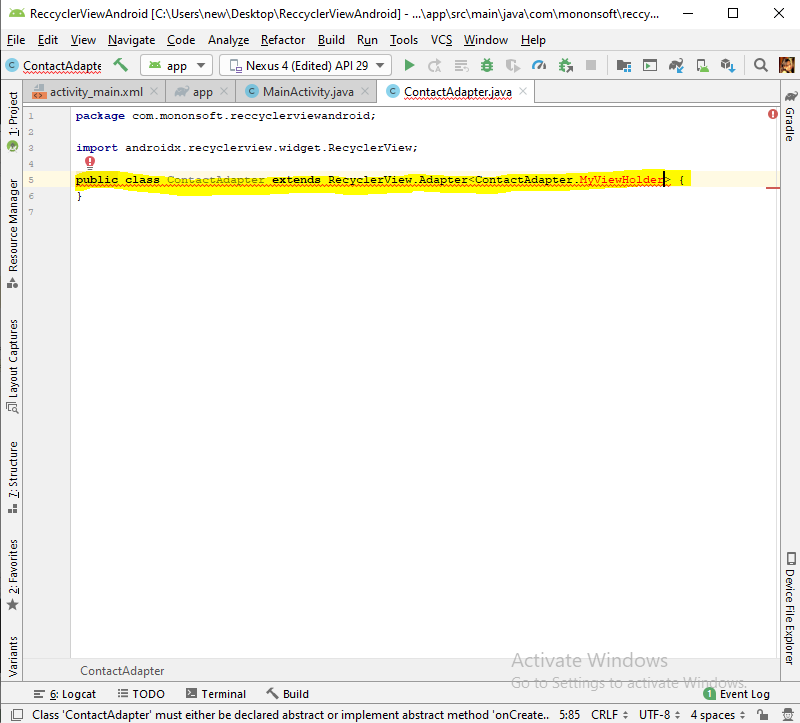 ReccyclerViewAndroid [C:\Users\new\Desktop\ReccyclerViewAndroid] - ...\app\src\main\java\com\mononsoft\reccy...
File Edit View Navigate Code Analyze Refactor Build Run Tools VCS Window Help
ContactAdapte app Nexus 4 (Edited) API 29
activity_main.xml app MainActivity.java ContactAdapter.java
1 package com.mononsoft.reccyclerviewandroid;
2
3 import androidx.recyclerview.widget.RecyclerView;
4
5 public class ContactAdapter extends RecyclerView.Adapter<ContactAdapter.MyViewHolder> {
6 }
7
1: Project
Resource Manager
Layout Captures
7: Structure
2: Favorites
Variants
Gradle
Device File Explorer
ContactAdapter
Activate Windows
Go to Settings to activate Windows.
6: Logcat TODO Terminal Build 1 Event Log
Class 'ContactAdapter' must either be declared abstract or implement abstract method 'onCreate.. 5:85 CRLF UTF-8 4 spaces